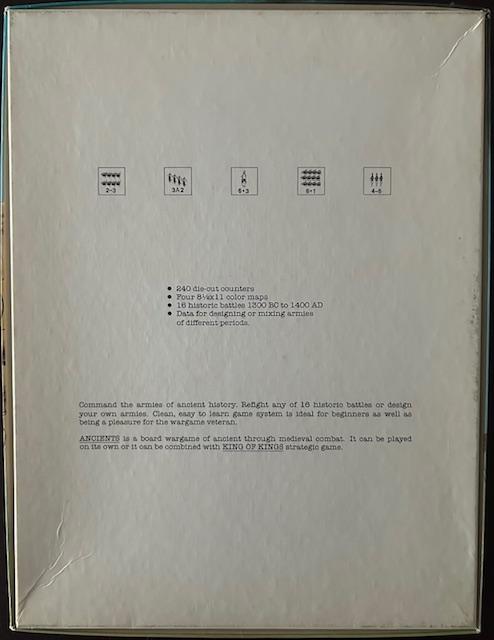 2-3 3A2 6•3 6•1 4-6
• 240 die-cut counters
• Four 8½x11 color maps
• 16 historic battles 1300 BC to 1400 AD
• Data for designing or mixing armies
of different periods.
Command the armies of ancient history. Refight any of 16 historic battles or design
your own armies. Clean, easy to learn game system is ideal for beginners as well as
being a pleasure for the wargame veteran.
ANCIENTS is a board wargame of ancient through medieval combat. It can be played
on its own or it can be combined with KING OF KINGS strategic game.